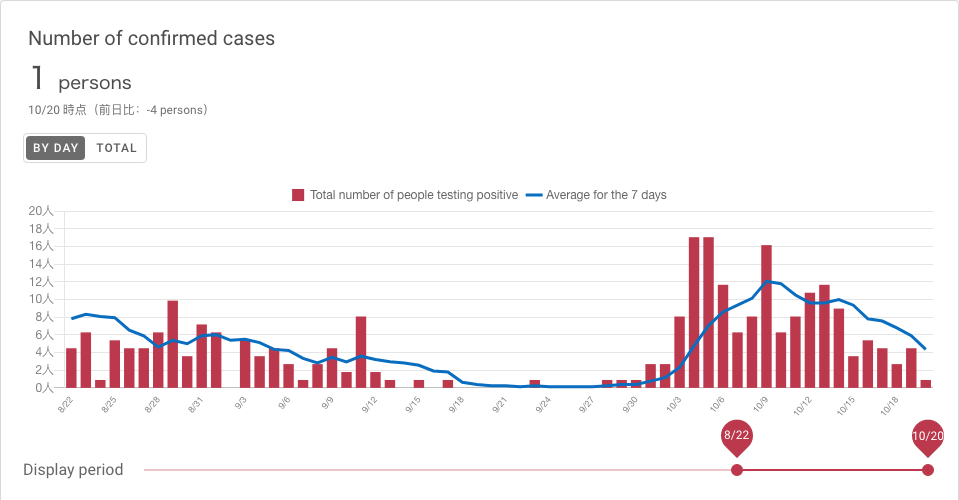 Number of confirmed cases
1 persons
10/20 時点（前日比：-4 persons）
BY DAY TOTAL
Total number of people testing positive Average for the 7 days
20人
18人
16人
14人
12人
10人
8人
6人
4人
2人
0人
8/22 8/25 8/28 8/31 9/3 9/6 9/9 9/12 9/15 9/18 9/21 9/24 9/27 9/30 10/3 10/6 10/9 10/12 10/15 10/18
8/22 10/20
Display period